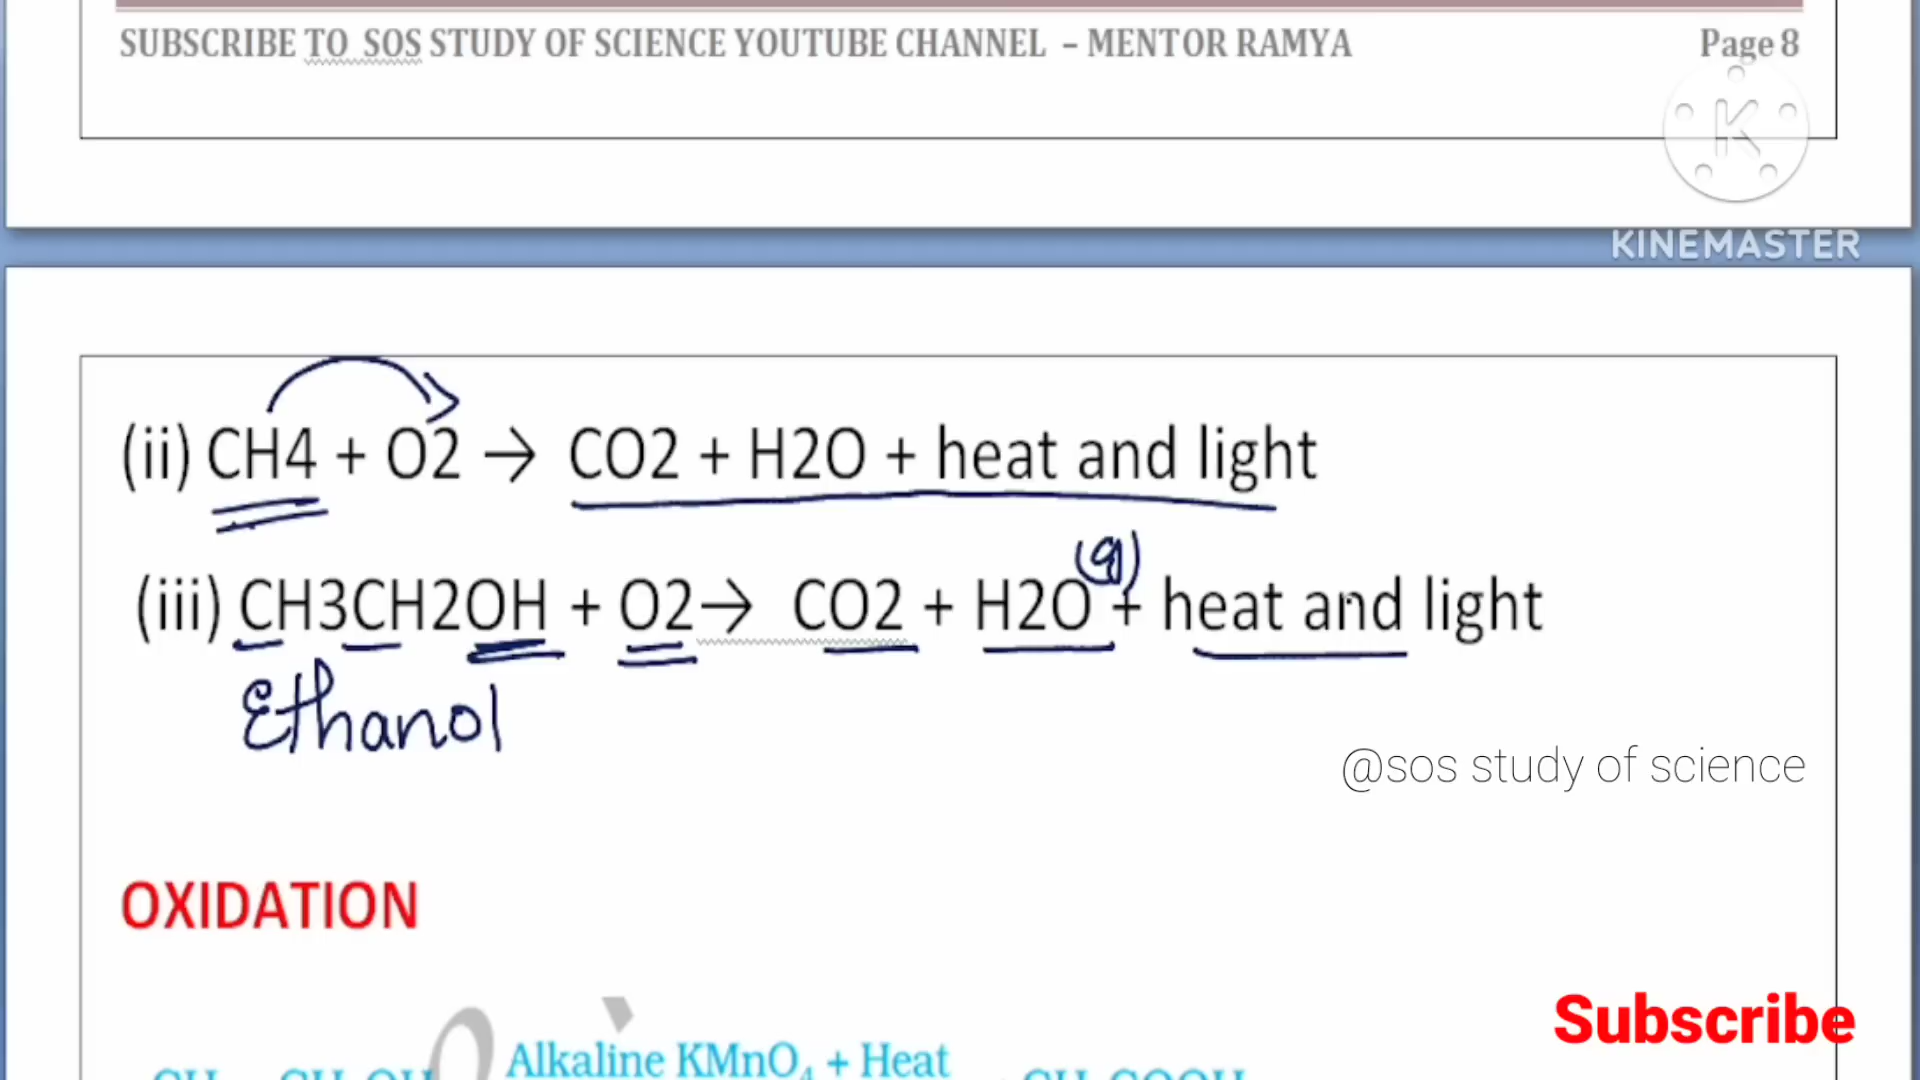 SUBSCRIBE TO SOS STUDY OF SCIENCE YOUTUBE CHANNEL – MENTOR RAMYA Page 8
K
KINEMASTER
(ii) CH4 + O2 → CO2 + H2O + heat and light
(g)
(iii) CH3CH2OH + O2→ CO2 + H2O + heat and light
Ethanol
@sos study of science
OXIDATION
Subscribe
Alkaline KMnO₄ + Heat